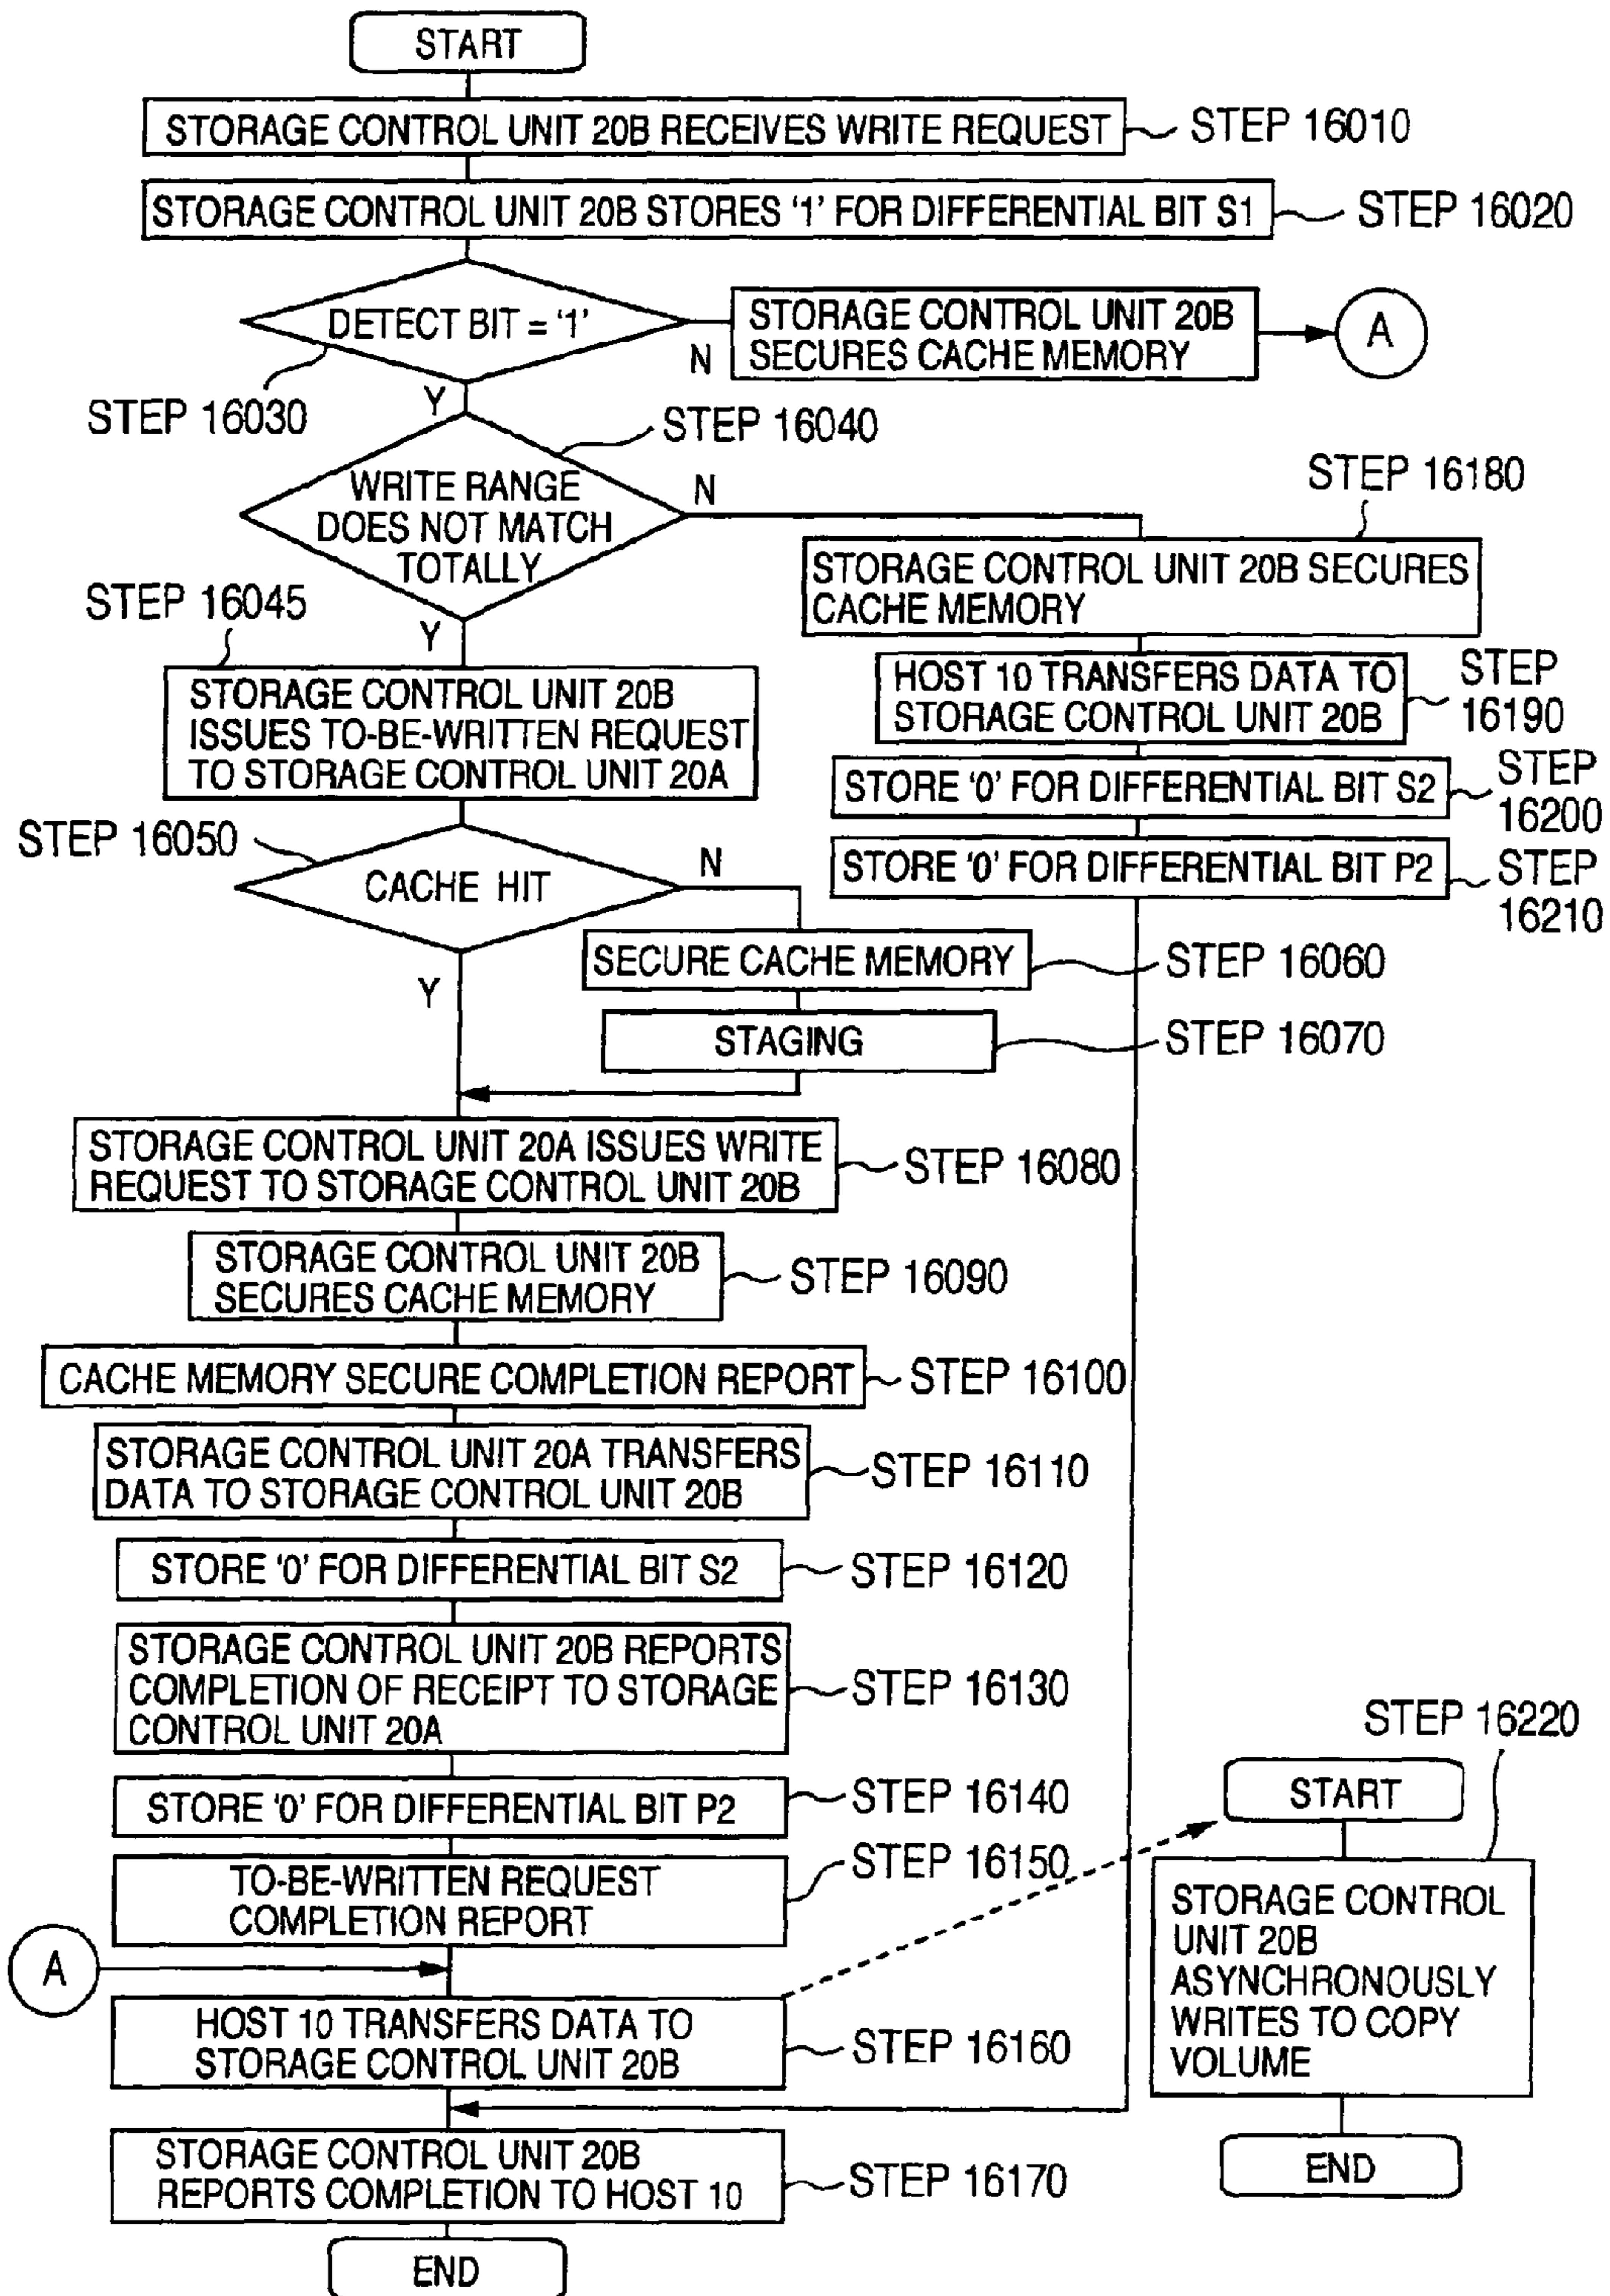 START
STORAGE CONTROL UNIT 20B RECEIVES WRITE REQUEST
STEP 16010
STORAGE CONTROL UNIT 20B STORES '1' FOR DIFFERENTIAL BIT S1
STEP 16020
DETECT BIT = '1'
N
STORAGE CONTROL UNIT 20B
SECURES CACHE MEMORY
A
STEP 16030
Y
STEP 16040
WRITE RANGE
DOES NOT MATCH
TOTALLY
N
STEP 16180
STORAGE CONTROL UNIT 20B SECURES
CACHE MEMORY
STEP 16045
Y
STORAGE CONTROL UNIT 20B
ISSUES TO-BE-WRITTEN REQUEST
TO STORAGE CONTROL UNIT 20A
HOST 10 TRANSFERS DATA TO
STORAGE CONTROL UNIT 20B
STEP
16190
STORE '0' FOR DIFFERENTIAL BIT S2
STEP
16200
STEP 16050
CACHE HIT
N
STORE '0' FOR DIFFERENTIAL BIT P2
STEP
16210
Y
SECURE CACHE MEMORY
STEP 16060
STAGING
STEP 16070
STORAGE CONTROL UNIT 20A ISSUES WRITE
REQUEST TO STORAGE CONTROL UNIT 20B
STEP 16080
STORAGE CONTROL UNIT 20B
SECURES CACHE MEMORY
STEP 16090
CACHE MEMORY SECURE COMPLETION REPORT
STEP 16100
STORAGE CONTROL UNIT 20A TRANSFERS
DATA TO STORAGE CONTROL UNIT 20B
STEP 16110
STORE '0' FOR DIFFERENTIAL BIT S2
STEP 16120
STORAGE CONTROL UNIT 20B REPORTS
COMPLETION OF RECEIPT TO STORAGE
CONTROL UNIT 20A
STEP 16130
STORE '0' FOR DIFFERENTIAL BIT P2
STEP 16140
TO-BE-WRITTEN REQUEST
COMPLETION REPORT
STEP 16150
A
HOST 10 TRANSFERS DATA TO
STORAGE CONTROL UNIT 20B
STEP 16160
STORAGE CONTROL UNIT 20B
REPORTS COMPLETION TO HOST 10
STEP 16170
END
STEP 16220
START
STORAGE CONTROL
UNIT 20B
ASYNCHRONOUSLY
WRITES TO COPY
VOLUME
END